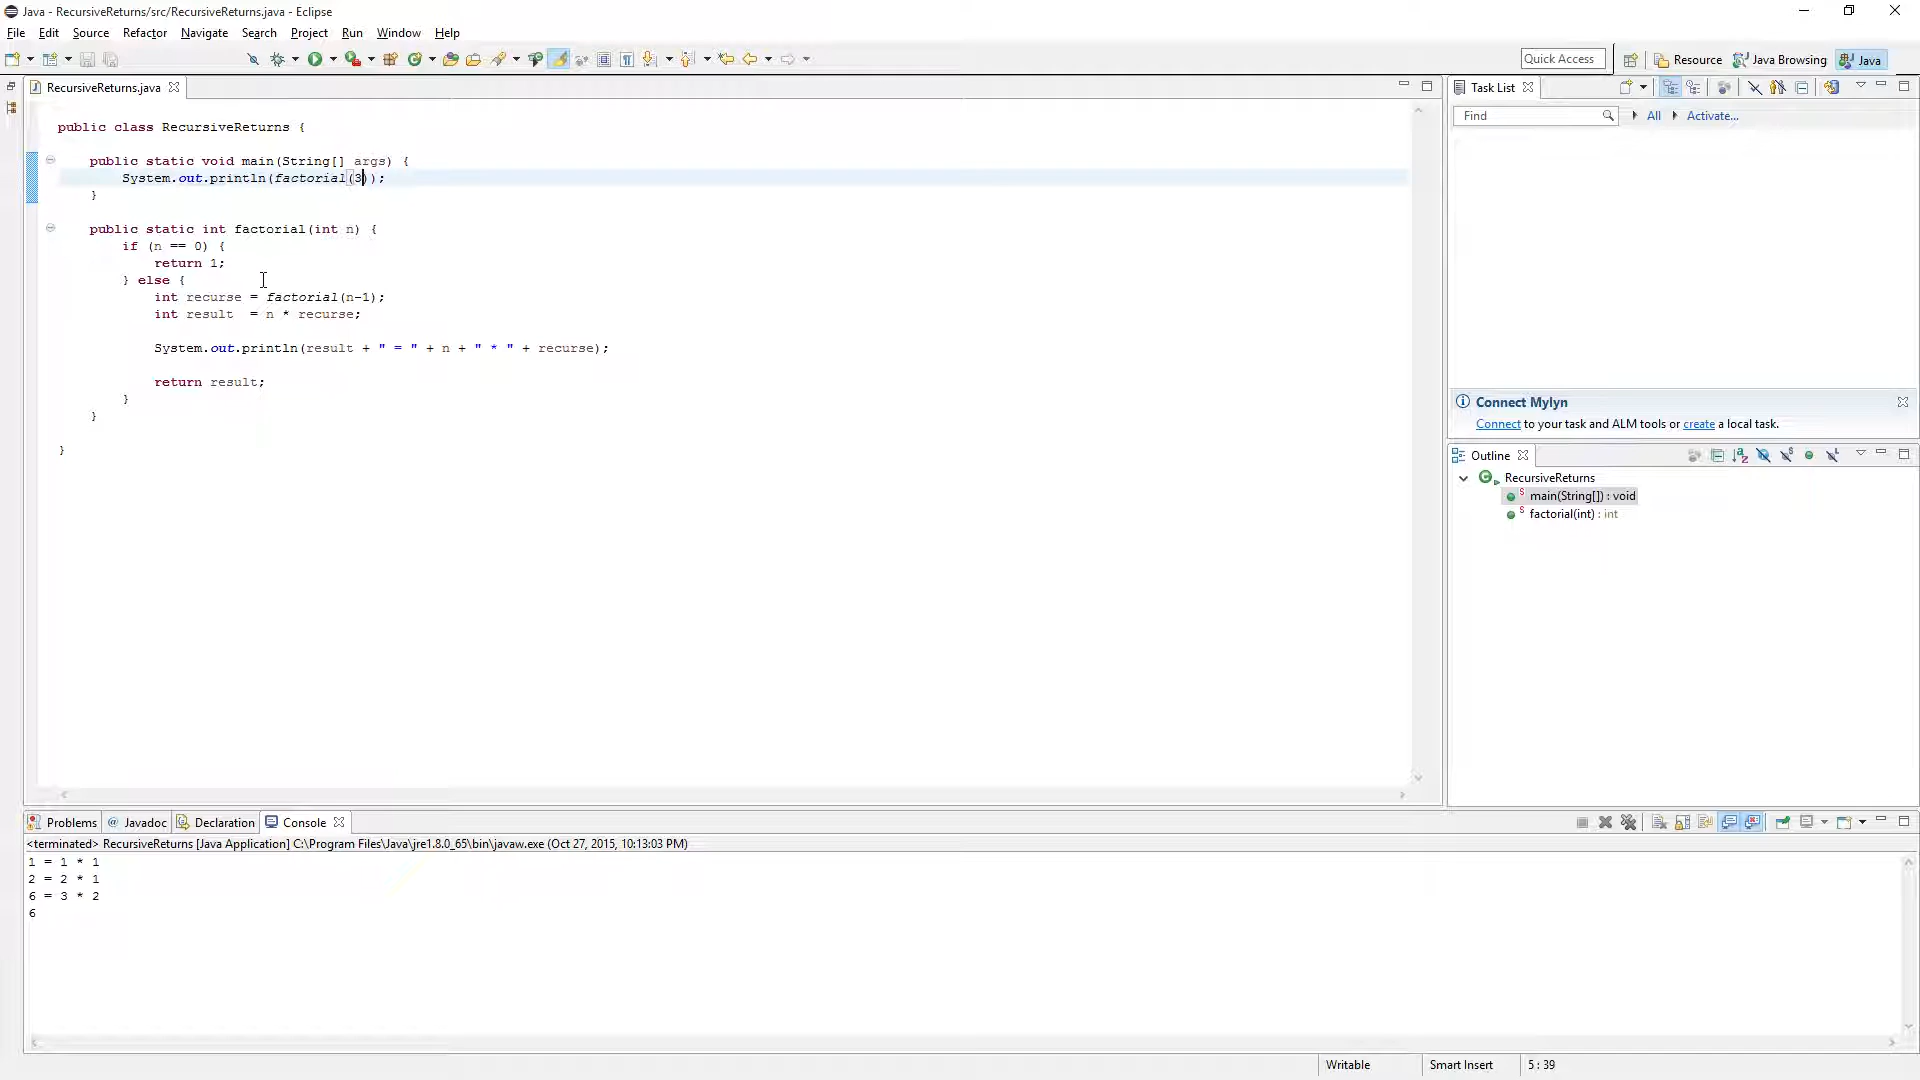 Java - RecursiveReturns/src/RecursiveReturns.java - Eclipse
File Edit Source Refactor Navigate Search Project Run Window Help
Quick Access
Resource Java Browsing Java
RecursiveReturns.java
Task List
Find All Activate...
public class RecursiveReturns {
public static void main(String[] args) {
System.out.println(factorial(3));
}
public static int factorial(int n) {
if (n == 0) {
return 1;
} else {
int recurse = factorial(n-1);
int result = n * recurse;
System.out.println(result + " = " + n + " * " + recurse);
return result;
}
}
}
Connect Mylyn
Connect to your task and ALM tools or create a local task.
Outline
RecursiveReturns
main(String[]) : void
factorial(int) : int
Problems @ Javadoc Declaration Console
<terminated> RecursiveReturns [Java Application] C:\Program Files\Java\jre1.8.0_65\bin\javaw.exe (Oct 27, 2015, 10:13:03 PM)
1 = 1 * 1
2 = 2 * 1
6 = 3 * 2
6
Writable Smart Insert 5 : 39